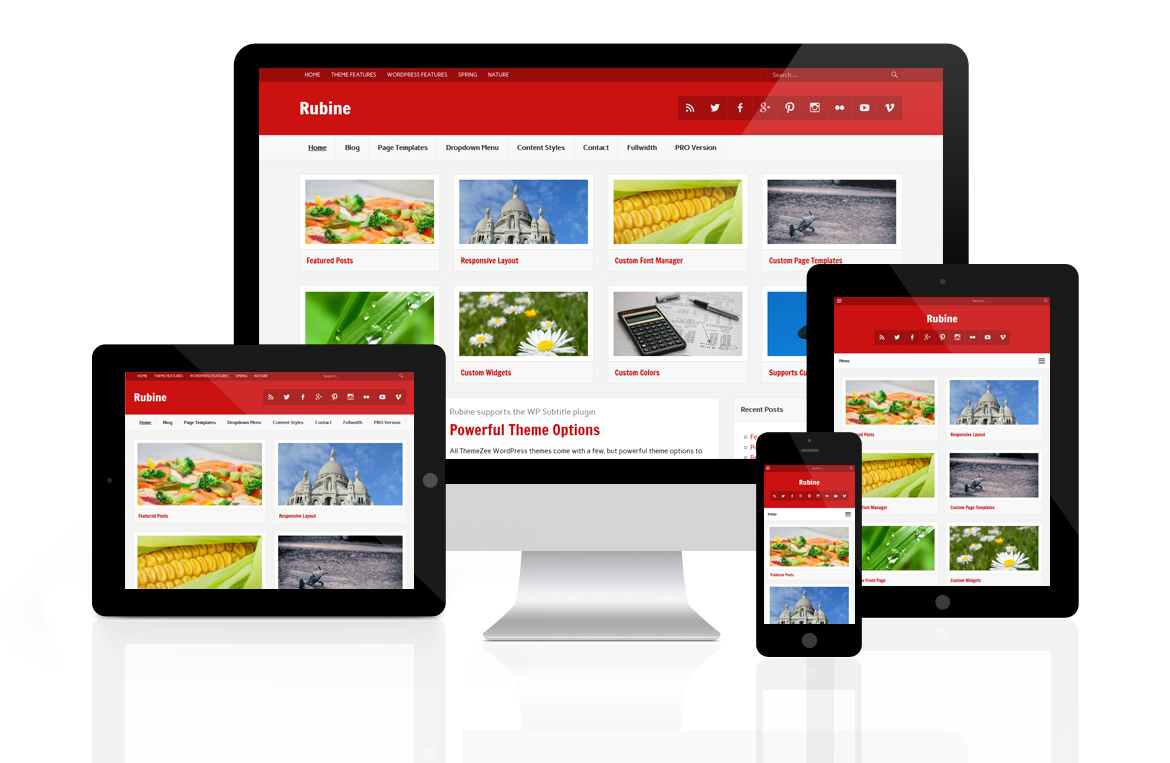 HOME THEME FEATURES WORDPRESS FEATURES SPRING NATURE Search ...
Rubine
Home Blog Page Templates Dropdown Menu Content Styles Contact Fullwidth PRO Version
Featured Posts Responsive Layout Custom Font Manager Custom Page Templates
Custom Widgets Custom Colors Supports Cu
Rubine supports the WP Subtitle plugin
Powerful Theme Options
All ThemeZee WordPress themes come with a few, but powerful theme options to
Recent Posts
Fe
HOME THEME FEATURES WORDPRESS FEATURES SPRING NATURE Search ...
Rubine
Home Blog Page Templates Dropdown Menu Content Styles Contact Fullwidth PRO Version
Featured Posts Responsive Layout
Search ...
Rubine
Menu
Posts Responsive Layout
Font Manager Custom Page Templates
Front Page Custom Widgets
Search ...
Rubine
Menu
Featured Posts